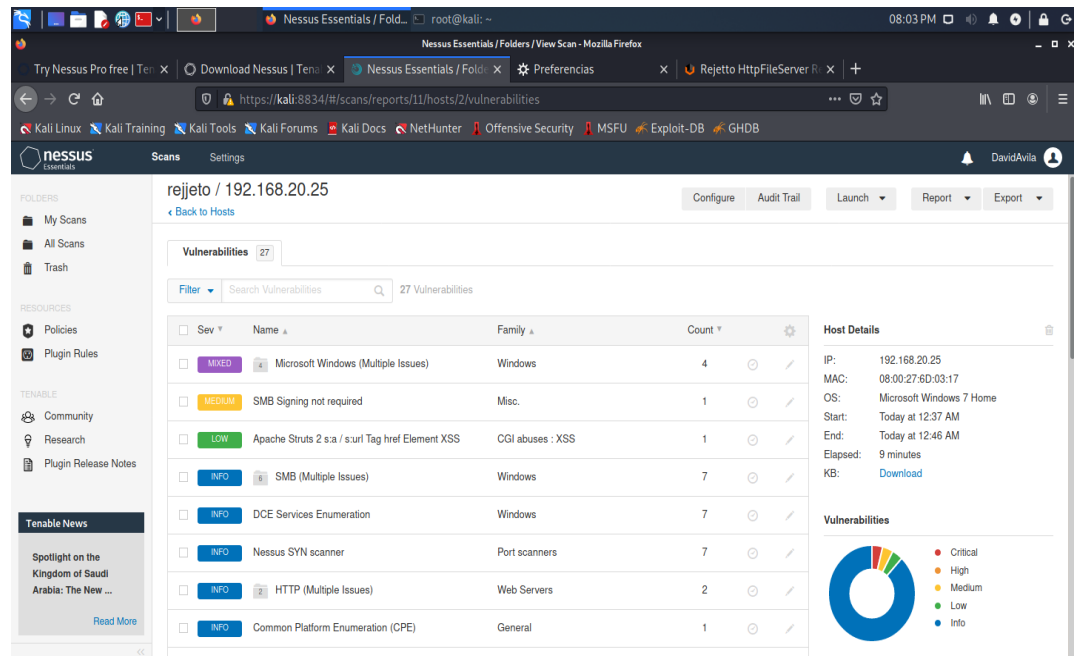 Nessus Essentials / Fold... root@kali: ~ 08:03 PM
Nessus Essentials / Folders / View Scan - Mozilla Firefox
Try Nessus Pro free | Ten Download Nessus | Tena Nessus Essentials / Folde Preferencias Rejetto HttpFileServer R
https://kali:8834/#/scans/reports/11/hosts/2/vulnerabilities
Kali Linux Kali Training Kali Tools Kali Forums Kali Docs NetHunter Offensive Security MSFU Exploit-DB GHDB
nessus Scans Settings DavidAvila
Essentials
FOLDERS
My Scans
All Scans
Trash
RESOURCES
Policies
Plugin Rules
TENABLE
Community
Research
Plugin Release Notes
Tenable News
Spotlight on the
Kingdom of Saudi
Arabia: The New ...
Read More
rejjeto / 192.168.20.25
Configure Audit Trail Launch Report Export
‹ Back to Hosts
Vulnerabilities 27
Filter Search Vulnerabilities 27 Vulnerabilities
Sev Name Family Count
MIXED 4 Microsoft Windows (Multiple Issues) Windows 4
MEDIUM SMB Signing not required Misc. 1
LOW Apache Struts 2 s:a / s:url Tag href Element XSS CGI abuses : XSS 1
INFO 6 SMB (Multiple Issues) Windows 7
INFO DCE Services Enumeration Windows 7
INFO Nessus SYN scanner Port scanners 7
INFO 2 HTTP (Multiple Issues) Web Servers 2
INFO Common Platform Enumeration (CPE) General 1
Host Details
IP: 192.168.20.25
MAC: 08:00:27:6D:03:17
OS: Microsoft Windows 7 Home
Start: Today at 12:37 AM
End: Today at 12:46 AM
Elapsed: 9 minutes
KB: Download
Vulnerabilities
Critical
High
Medium
Low
Info